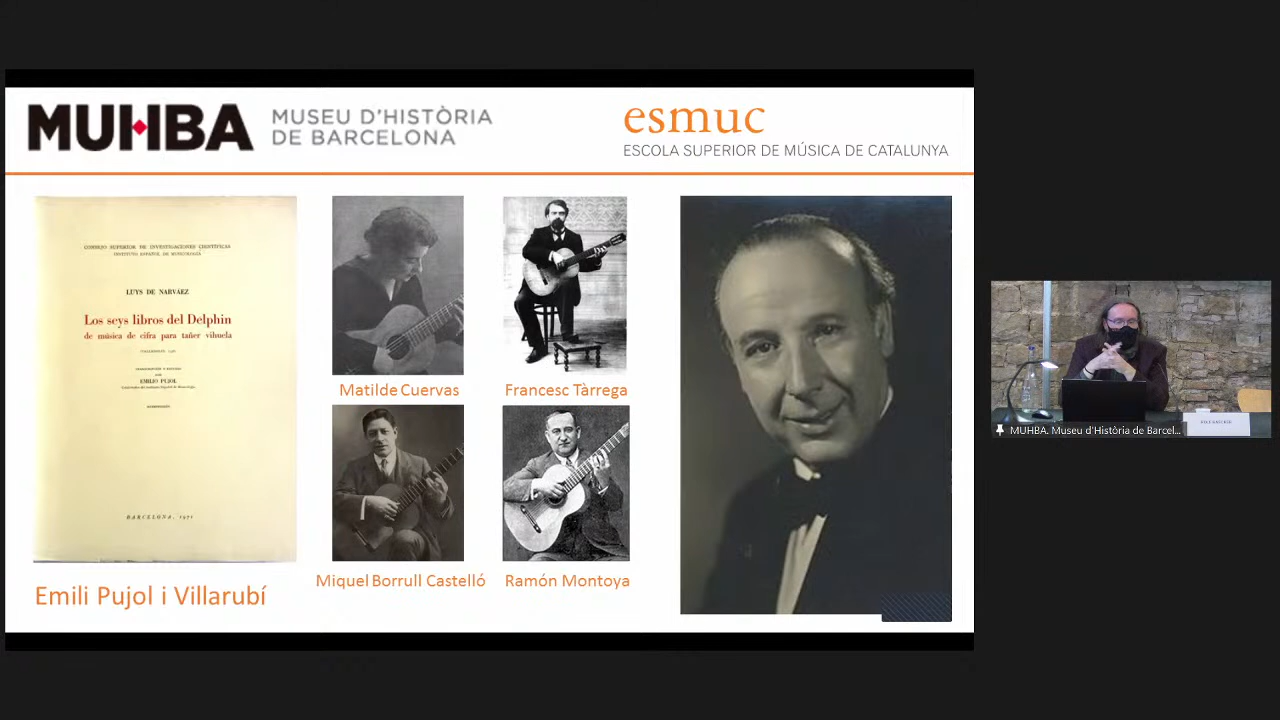 MUHBA
MUSEU D'HISTÒRIA
DE BARCELONA
esmuc
ESCOLA SUPERIOR DE MÚSICA DE CATALUNYA
CONSEJO SUPERIOR DE INVESTIGACIONES CIENTÍFICAS
INSTITUTO ESPAÑOL DE MUSICOLOGÍA
LUYS DE NARVÁEZ
Los seys libros del Delphin
de música de cifra para tañer vihuela
EMILIO PUJOL
BARCELONA, 1971
Matilde Cuervas
Francesc Tàrrega
Miquel Borrull Castelló
Ramón Montoya
Emili Pujol i Villarubí
MUHBA. Museu d'Història de Barcel...